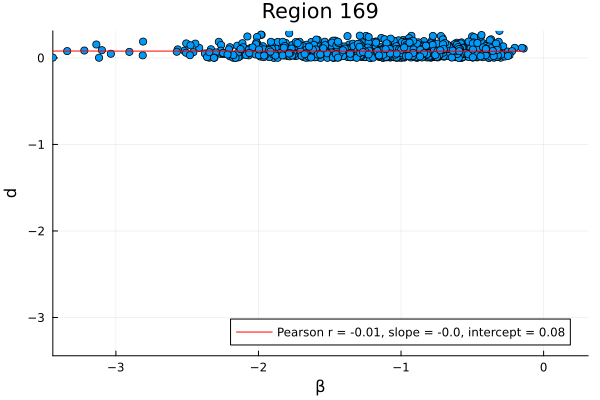 Region 169
d
0
−1
−2
−3
Pearson r = -0.01, slope = -0.0, intercept = 0.08
−3 −2 −1 0
β